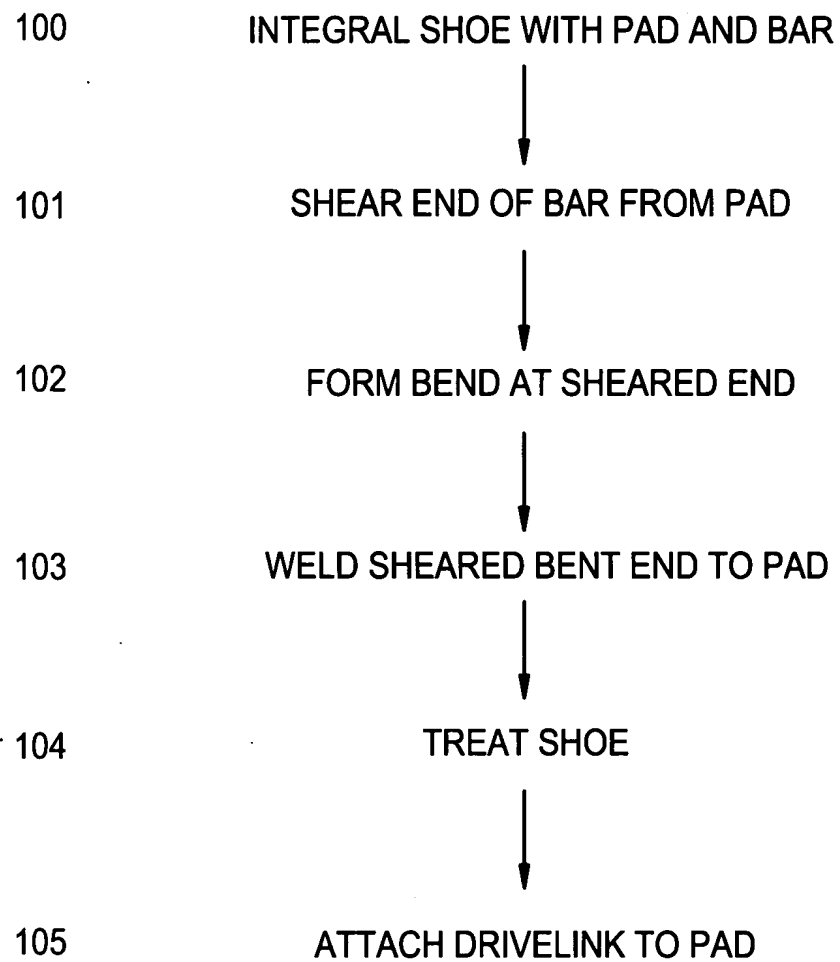 100 INTEGRAL SHOE WITH PAD AND BAR
101 SHEAR END OF BAR FROM PAD
102 FORM BEND AT SHEARED END
103 WELD SHEARED BENT END TO PAD
104 TREAT SHOE
105 ATTACH DRIVELINK TO PAD